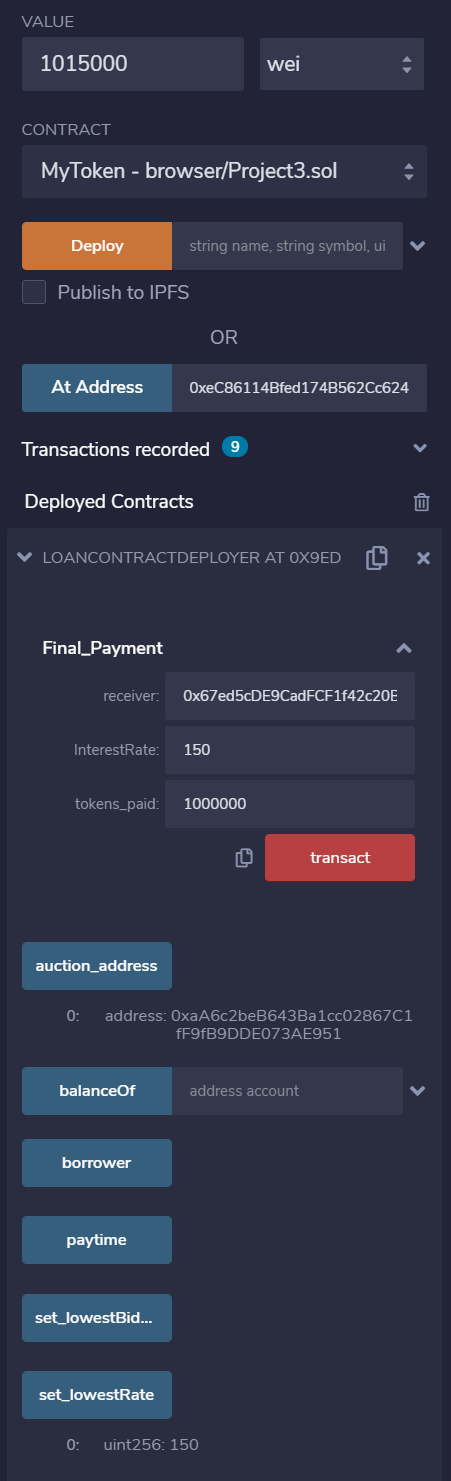 VALUE
1015000 wei
CONTRACT
MyToken - browser/Project3.sol
Deploy string name, string symbol, ui
Publish to IPFS
OR
At Address 0xeC86114Bfed174B562Cc624
Transactions recorded 9
Deployed Contracts
LOANCONTRACTDEPLOYER AT 0X9ED
Final_Payment
receiver: 0x67ed5cDE9CadFCF1f42c20E
InterestRate: 150
tokens_paid: 1000000
transact
auction_address
0: address: 0xaA6c2beB643Ba1cc02867C1
fF9fB9DDE073AE951
balanceOf address account
borrower
paytime
set_lowestBid...
set_lowestRate
0: uint256: 150